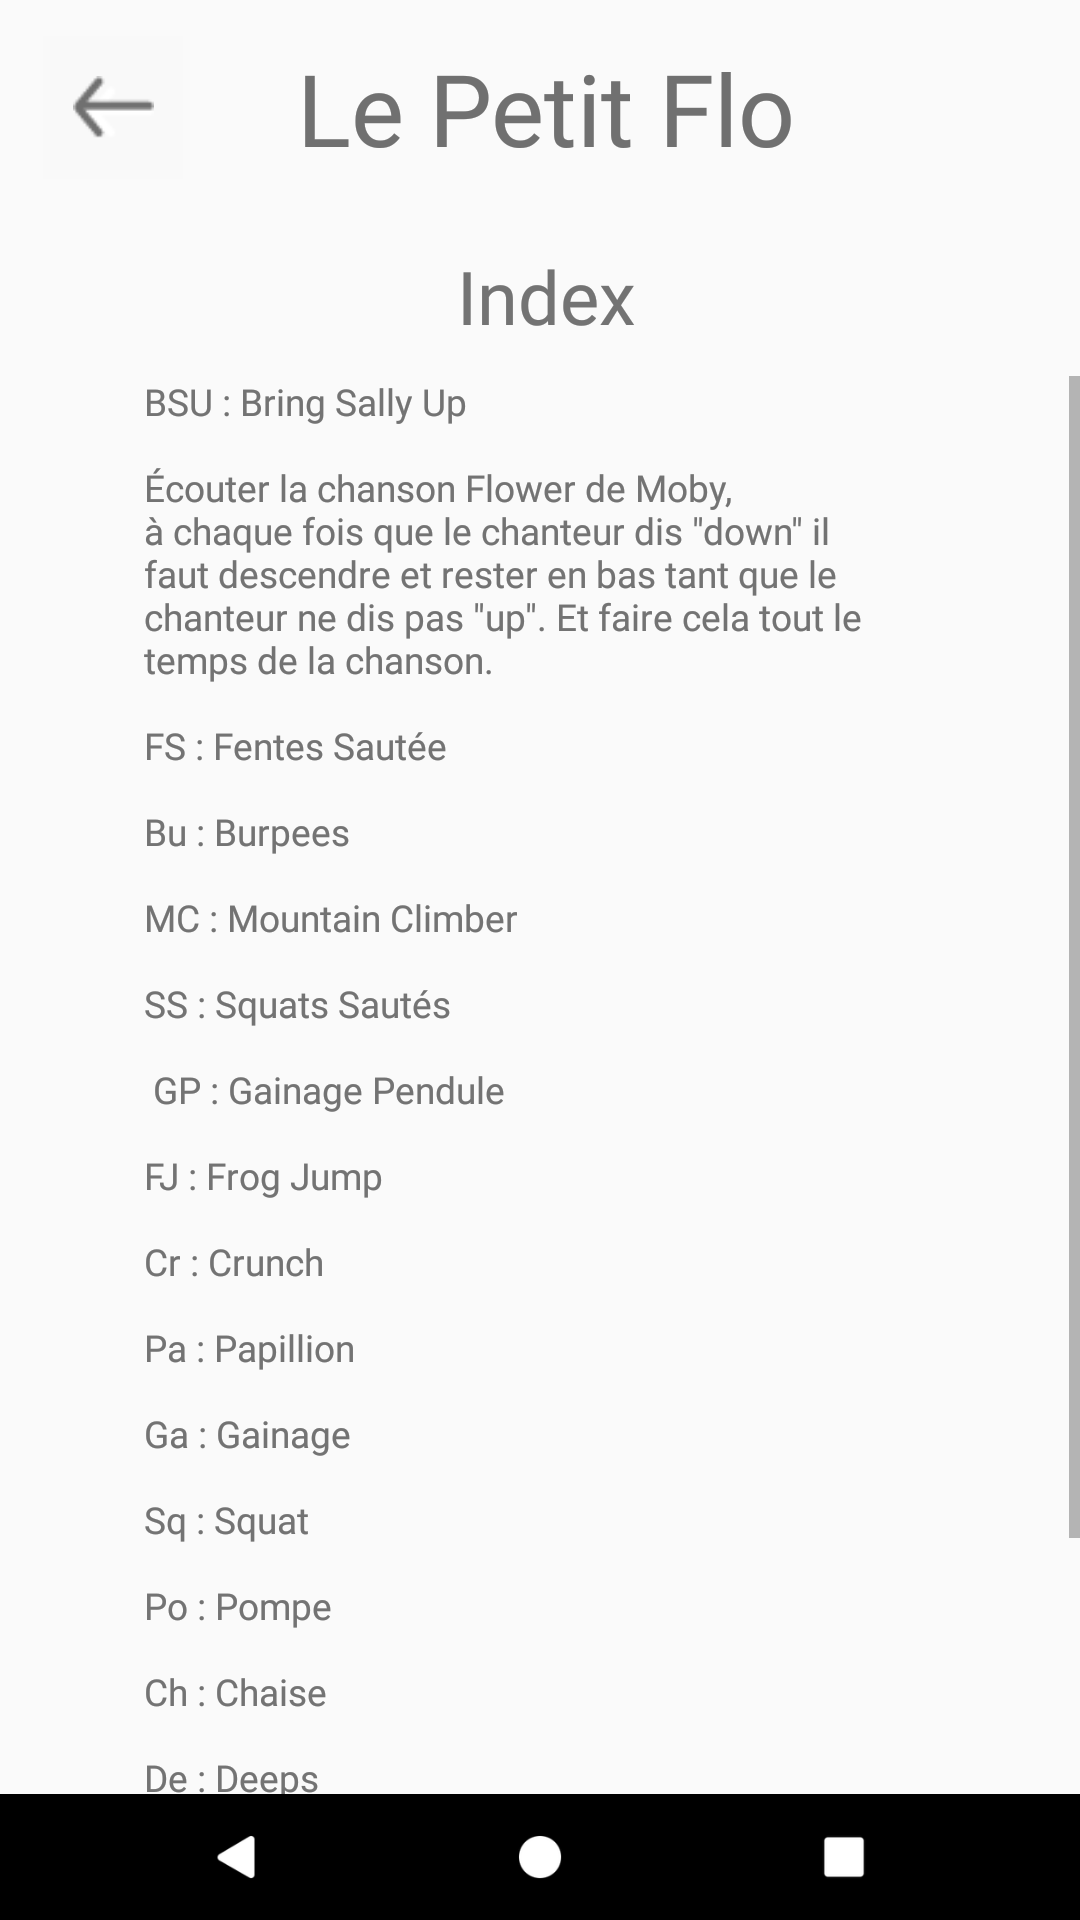 Le Petit Flo
Index
BSU : Bring Sally Up
Écouter la chanson Flower de Moby,
à chaque fois que le chanteur dis "down" il
faut descendre et rester en bas tant que le
chanteur ne dis pas "up". Et faire cela tout le
temps de la chanson.
FS : Fentes Sautée
Bu : Burpees
MC : Mountain Climber
SS : Squats Sautés
GP : Gainage Pendule
FJ : Frog Jump
Cr : Crunch
Pa : Papillion
Ga : Gainage
Sq : Squat
Po : Pompe
Ch : Chaise
De : Deeps